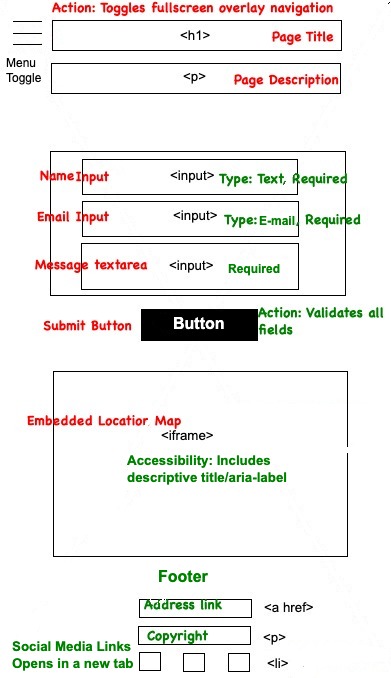 Action: Toggles fullscreen overlay navigation
<h1> Page Title
Menu
Toggle
<p> Page Description
Name Input <input> Type: Text, Required
Email Input <input> Type: E-mail, Required
Message textarea <input> Required
Submit Button Button Action: Validates all
fields
Embedded Locatior Map
<iframe>
Accessibility: Includes
descriptive title/aria-label
Footer
Address link <a href>
Copyright <p>
Social Media Links
Opens in a new tab <li>